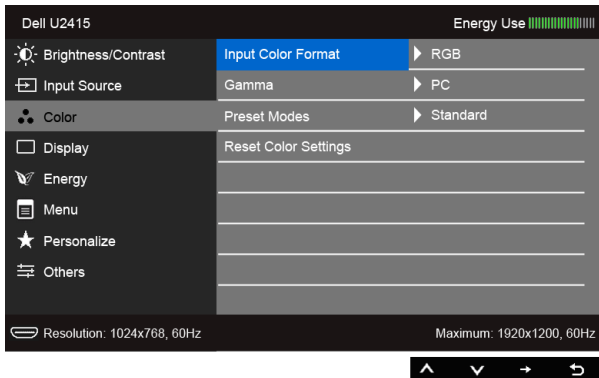 Dell U2415 Energy Use
Brightness/Contrast Input Color Format RGB
Input Source Gamma PC
Color Preset Modes Standard
Display Reset Color Settings
Energy
Menu
Personalize
Others
Resolution: 1024x768, 60Hz Maximum: 1920x1200, 60Hz